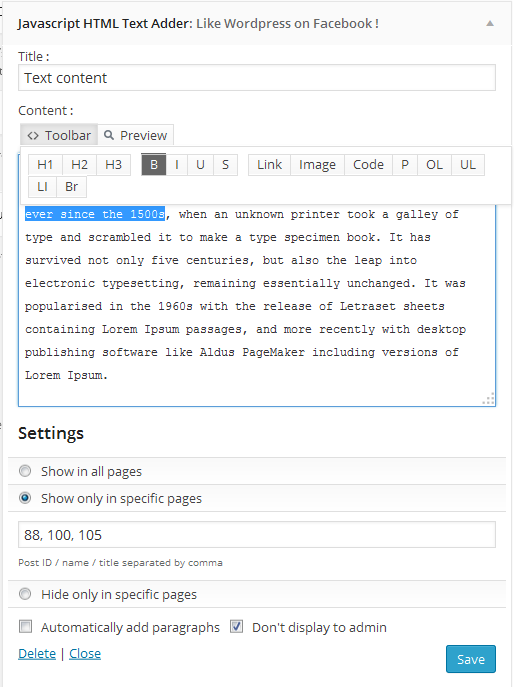 Javascript HTML Text Adder: Like Wordpress on Facebook !
Title :
Text content
Content :
<> Toolbar Preview
H1 H2 H3 B I U S Link Image Code P OL UL
LI Br
ever since the 1500s, when an unknown printer took a galley of
type and scrambled it to make a type specimen book. It has
survived not only five centuries, but also the leap into
electronic typesetting, remaining essentially unchanged. It was
popularised in the 1960s with the release of Letraset sheets
containing Lorem Ipsum passages, and more recently with desktop
publishing software like Aldus PageMaker including versions of
Lorem Ipsum.
Settings
Show in all pages
Show only in specific pages
88, 100, 105
Post ID / name / title separated by comma
Hide only in specific pages
Automatically add paragraphs Don't display to admin
Delete | Close Save